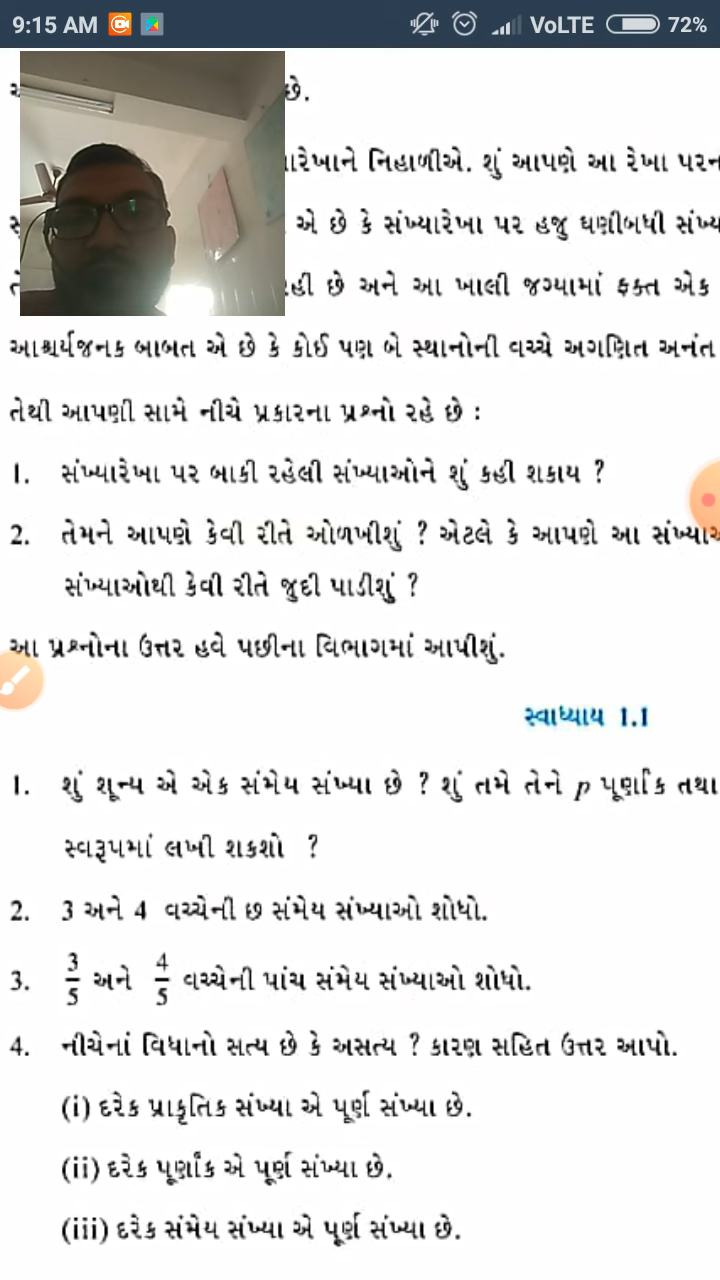 9:15 AM VoLTE 72%
છે.
ારેખાને નિહાળીએ. શું આપણે આ રેખા પરન
એ છે કે સંખ્યારેખા પર હજુ ઘણીબધી સંખ્ય
રહી છે અને આ ખાલી જગ્યામાં ફક્ત એક
આશ્ચર્યજનક બાબત એ છે કે કોઈ પણ બે સ્થાનોની વચ્ચે અગણિત અનંત
તેથી આપણી સામે નીચે પ્રકારના પ્રશ્નો રહે છે :
1. સંખ્યારેખા પર બાકી રહેલી સંખ્યાઓને શું કહી શકાય ?
2. તેમને આપણે કેવી રીતે ઓળખીશું ? એટલે કે આપણે આ સંખ્યાઓ
સંખ્યાઓથી કેવી રીતે જુદી પાડીશું ?
આ પ્રશ્નોના ઉત્તર હવે પછીના વિભાગમાં આપીશું.
સ્વાધ્યાય 1.1
1. શું શૂન્ય એ એક સંમેય સંખ્યા છે ? શું તમે તેને p પૂર્ણાંક તથા
સ્વરૂપમાં લખી શકશો ?
2. 3 અને 4 વચ્ચેની છ સંમેય સંખ્યાઓ શોધો.
3. 3/5 અને 4/5 વચ્ચેની પાંચ સંમેય સંખ્યાઓ શોધો.
4. નીચેનાં વિધાનો સત્ય છે કે અસત્ય ? કારણ સહિત ઉત્તર આપો.
(i) દરેક પ્રાકૃતિક સંખ્યા એ પૂર્ણ સંખ્યા છે.
(ii) દરેક પૂર્ણાંક એ પૂર્ણ સંખ્યા છે.
(iii) દરેક સંમેય સંખ્યા એ પૂર્ણ સંખ્યા છે.